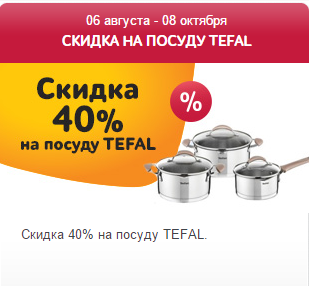 06 августа - 08 октября
СКИДКА НА ПОСУДУ TEFAL
Скидка
40%
на посуду TEFAL
%
Скидка 40% на посуду TEFAL.